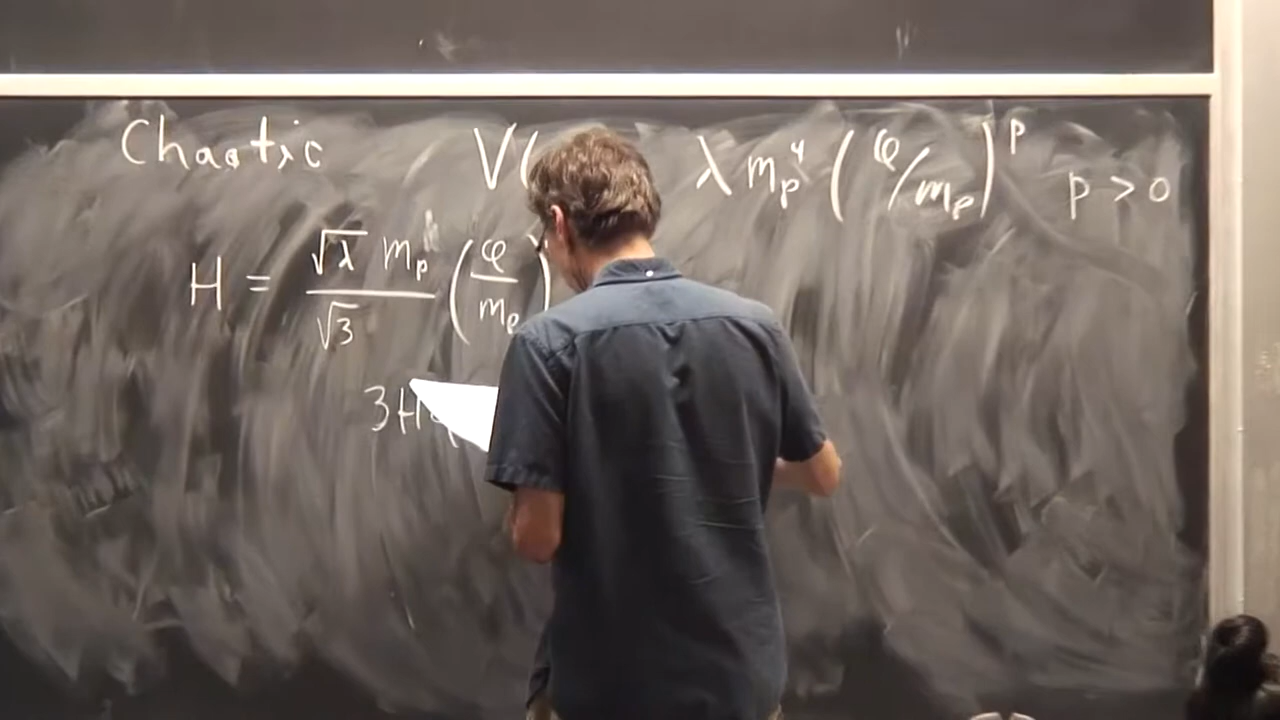 Chaotic V( λ m_p^4 (φ/m_p)^p p > 0
H = √λ m_p / √3 (φ/m_p)
3H